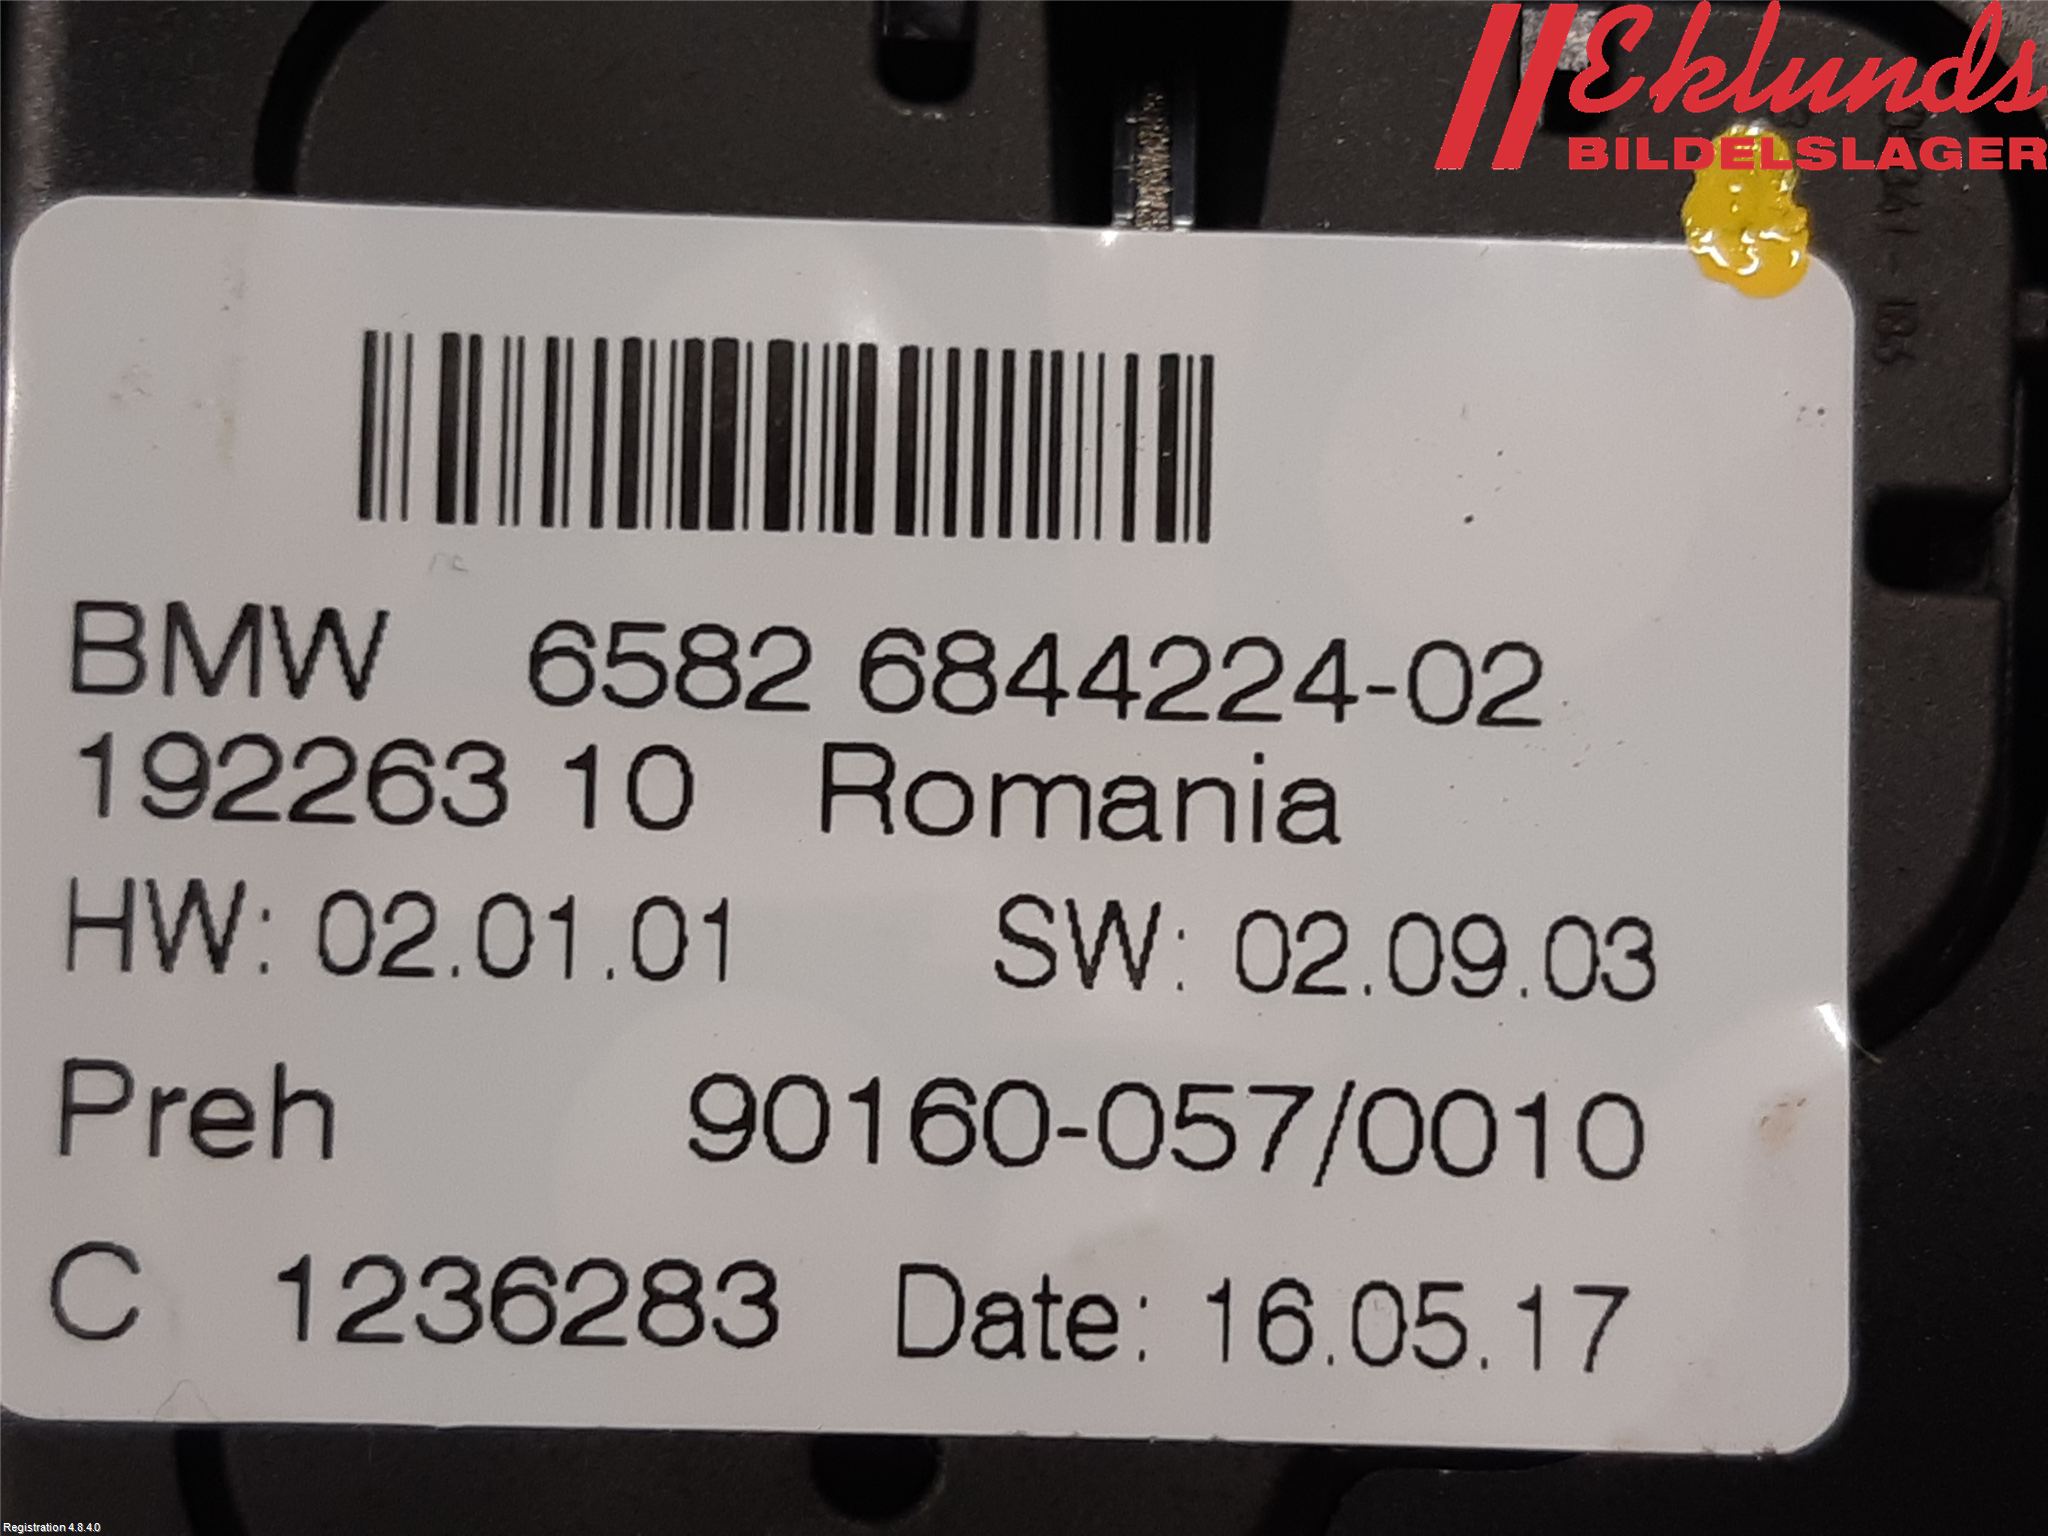 Eklunds
BILDELSLAGER
BMW 6582 6844224-02
192263 10 Romania
HW: 02.01.01 SW: 02.09.03
Preh 90160-057/0010
C 1236283 Date: 16.05.17
Registration 4.8.4.0